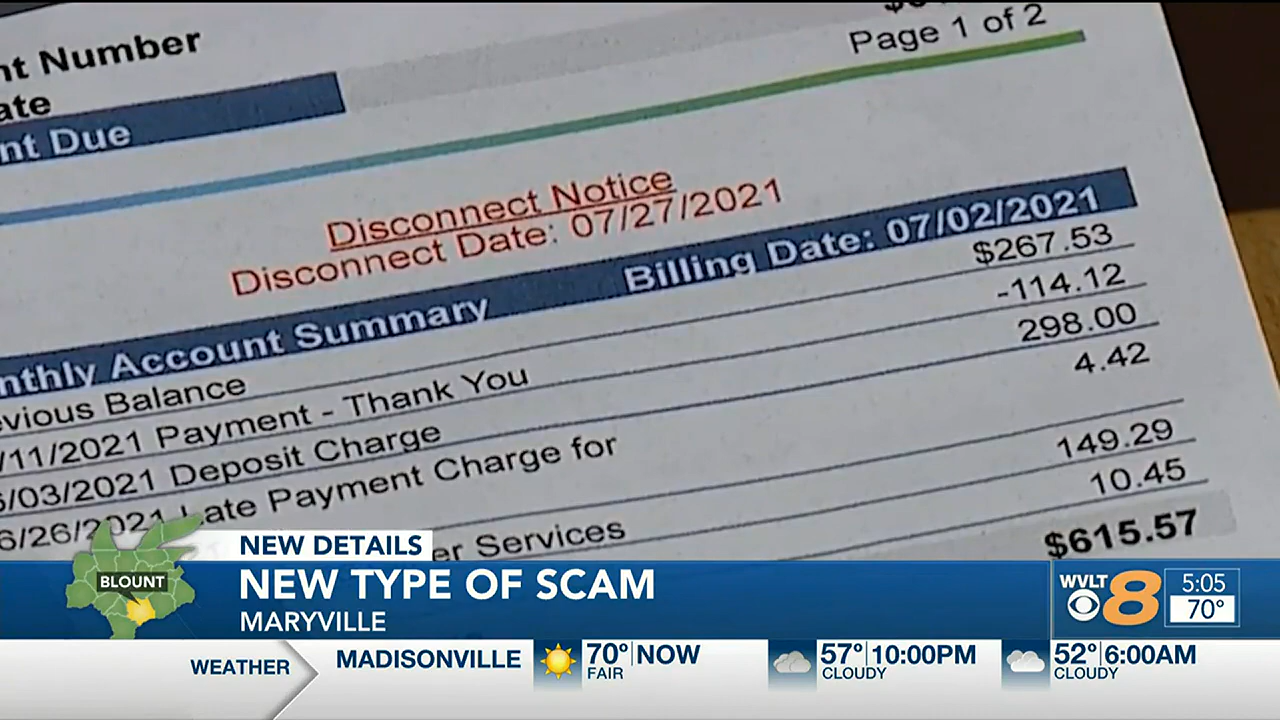 nt Number
Page 1 of 2
ate
nt Due
Disconnect Notice
Disconnect Date: 07/27/2021
nthly Account Summary Billing Date: 07/02/2021
vious Balance $267.53
/11/2021 Payment - Thank You -114.12
/03/2021 Deposit Charge 298.00
6/26/2021 Late Payment Charge for 4.42
149.29
er Services 10.45
$615.57
NEW DETAILS
NEW TYPE OF SCAM
MARYVILLE
BLOUNT
WVLT 8
5:05
70°
WEATHER
MADISONVILLE
70° NOW
FAIR
57° 10:00PM
CLOUDY
52° 6:00AM
CLOUDY